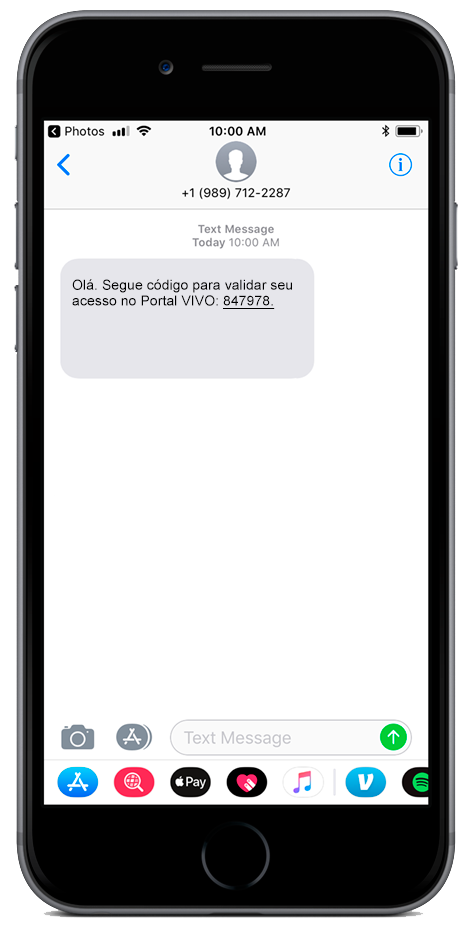 Photos
10:00 AM
+1 (989) 712-2287
Text Message
Today 10:00 AM
Olá. Segue código para validar seu
acesso no Portal VIVO: 847978.
Text Message
Pay